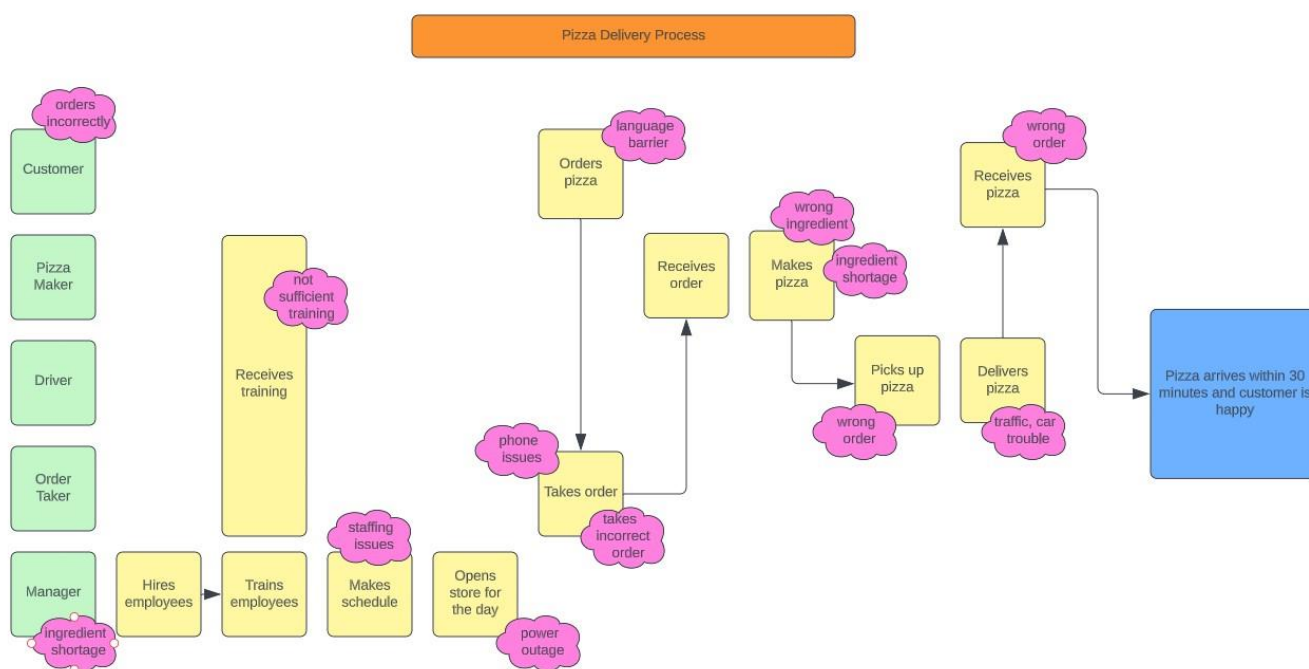 Pizza Delivery Process
orders
incorrectly
Customer
language
barrier
Orders
pizza
wrong
order
Receives
pizza
wrong
ingredient
Pizza
Maker
not
sufficient
training
Receives
training
Receives
order
Makes
pizza
ingredient
shortage
Driver
Picks up
pizza
wrong
order
Delivers
pizza
traffic, car
trouble
Pizza arrives within 30
minutes and customer is
happy
Order
Taker
phone
issues
Takes order
takes
incorrect
order
Manager
ingredient
shortage
Hires
employees
Trains
employees
staffing
issues
Makes
schedule
Opens
store for
the day
power
outage